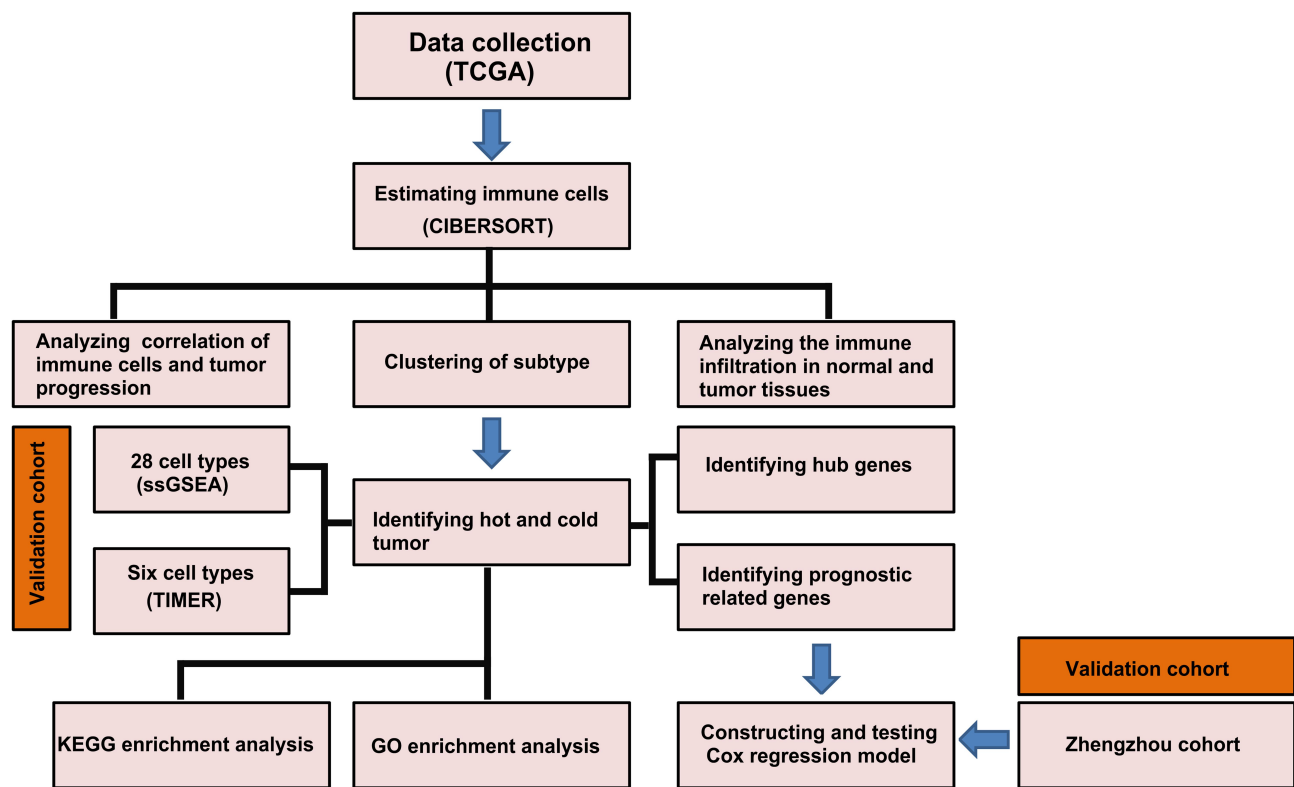 Data collection
(TCGA)
Estimating immune cells
(CIBERSORT)
Analyzing correlation of
immune cells and tumor
progression
Clustering of subtype
Analyzing the immune
infiltration in normal and
tumor tissues
Validation cohort
28 cell types
(ssGSEA)
Six cell types
(TIMER)
Identifying hot and cold
tumor
Identifying hub genes
Identifying prognostic
related genes
KEGG enrichment analysis
GO enrichment analysis
Constructing and testing
Cox regression model
Validation cohort
Zhengzhou cohort